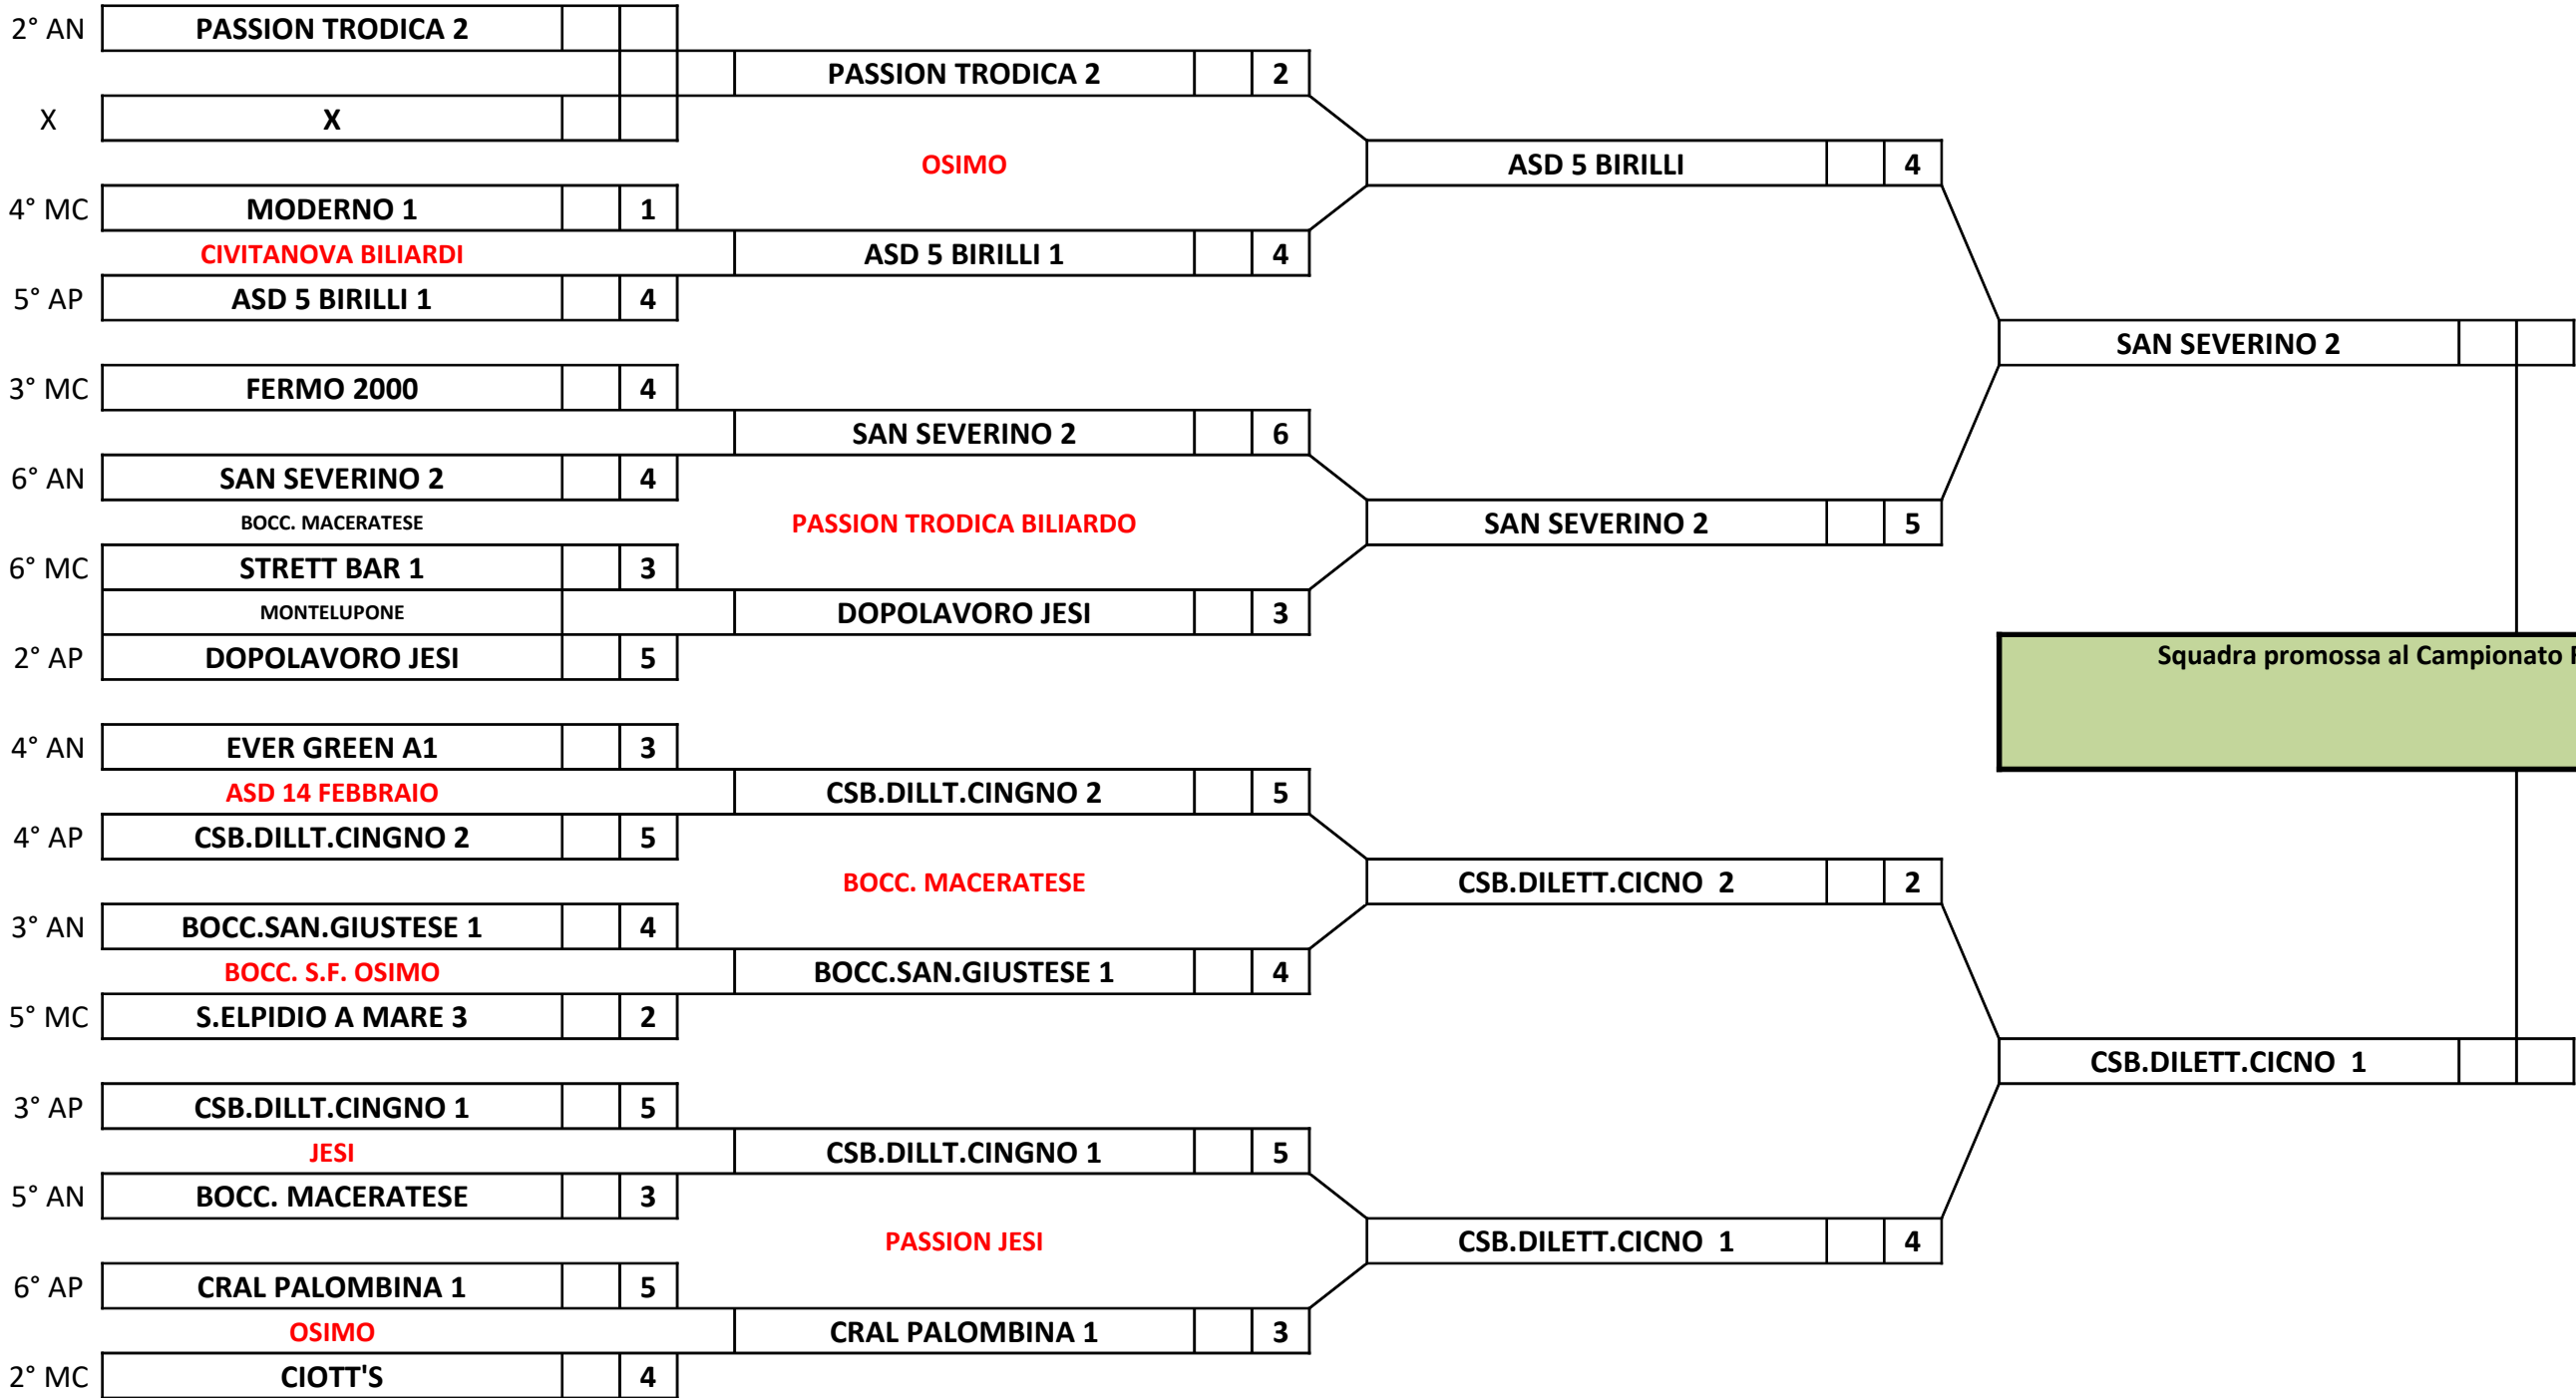 2° AN PASSION TRODICA 2
PASSION TRODICA 2 2
X X
OSIMO ASD 5 BIRILLI 4
4° MC MODERNO 1 1
CIVITANOVA BILIARDI ASD 5 BIRILLI 1 4
5° AP ASD 5 BIRILLI 1 4
SAN SEVERINO 2
3° MC FERMO 2000 4
SAN SEVERINO 2 6
6° AN SAN SEVERINO 2 4
BOCC. MACERATESE PASSION TRODICA BILIARDO SAN SEVERINO 2 5
6° MC STRETT BAR 1 3
MONTELUPONE DOPOLAVORO JESI 3
2° AP DOPOLAVORO JESI 5 Squadra promossa al Campionato
4° AN EVER GREEN A1 3
ASD 14 FEBBRAIO CSB.DILLT.CINGNO 2 5
4° AP CSB.DILLT.CINGNO 2 5
BOCC. MACERATESE CSB.DILETT.CICNO 2 2
3° AN BOCC.SAN.GIUSTESE 1 4
BOCC. S.F. OSIMO BOCC.SAN.GIUSTESE 1 4
5° MC S.ELPIDIO A MARE 3 2
CSB.DILETT.CICNO 1
3° AP CSB.DILLT.CINGNO 1 5
JESI CSB.DILLT.CINGNO 1 5
5° AN BOCC. MACERATESE 3
PASSION JESI CSB.DILETT.CICNO 1 4
6° AP CRAL PALOMBINA 1 5
OSIMO CRAL PALOMBINA 1 3
2° MC CIOTT'S 4